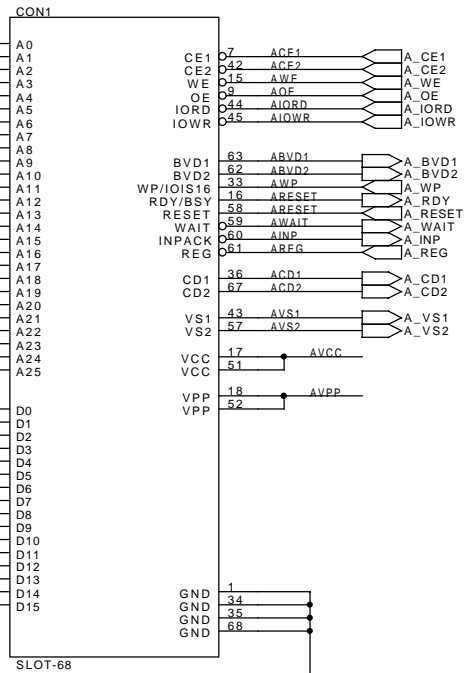 CON1
A0
A1 CE1 7 ACE1 A_CE1
A2 CE2 42 ACE2 A_CE2
A3 WE 15 AWE A_WE
A4 OE 9 AOE A_OE
A5 IORD 44 AIORD A_IORD
A6 IOWR 45 AIOWR A_IOWR
A7
A8
A9 BVD1 63 ABVD1 A_BVD1
A10 BVD2 62 ABVD2 A_BVD2
A11 WP/IOIS16 33 AWP A_WP
A12 RDY/BSY 16 ARESET A_RDY
A13 RESET 58 ARESET A_RESET
A14 WAIT 59 AWAIT A_WAIT
A15 INPACK 60 AINP A_INP
A16 REG 61 AREG A_REG
A17
A18 CD1 36 ACD1 A_CD1
A19 CD2 67 ACD2 A_CD2
A20
A21 VS1 43 AVS1 A_VS1
A22 VS2 57 AVS2 A_VS2
A23
A24 VCC 17 AVCC
A25 VCC 51
VPP 18 AVPP
D0 VPP 52
D1
D2
D3
D4
D5
D6
D7
D8
D9
D10
D11
D12
D13
D14 GND 1
D15 GND 34
GND 35
GND 68
SLOT-68